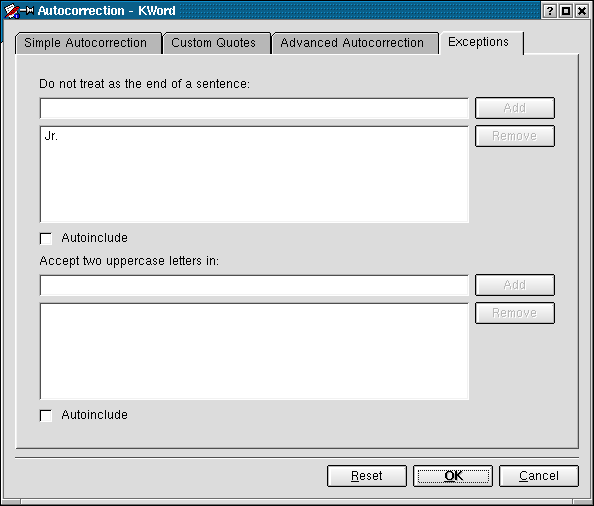 Autocorrection - KWord
Simple Autocorrection
Custom Quotes
Advanced Autocorrection
Exceptions
Do not treat as the end of a sentence:
Add
Jr.
Remove
Autoinclude
Accept two uppercase letters in:
Add
Remove
Autoinclude
Reset
OK
Cancel